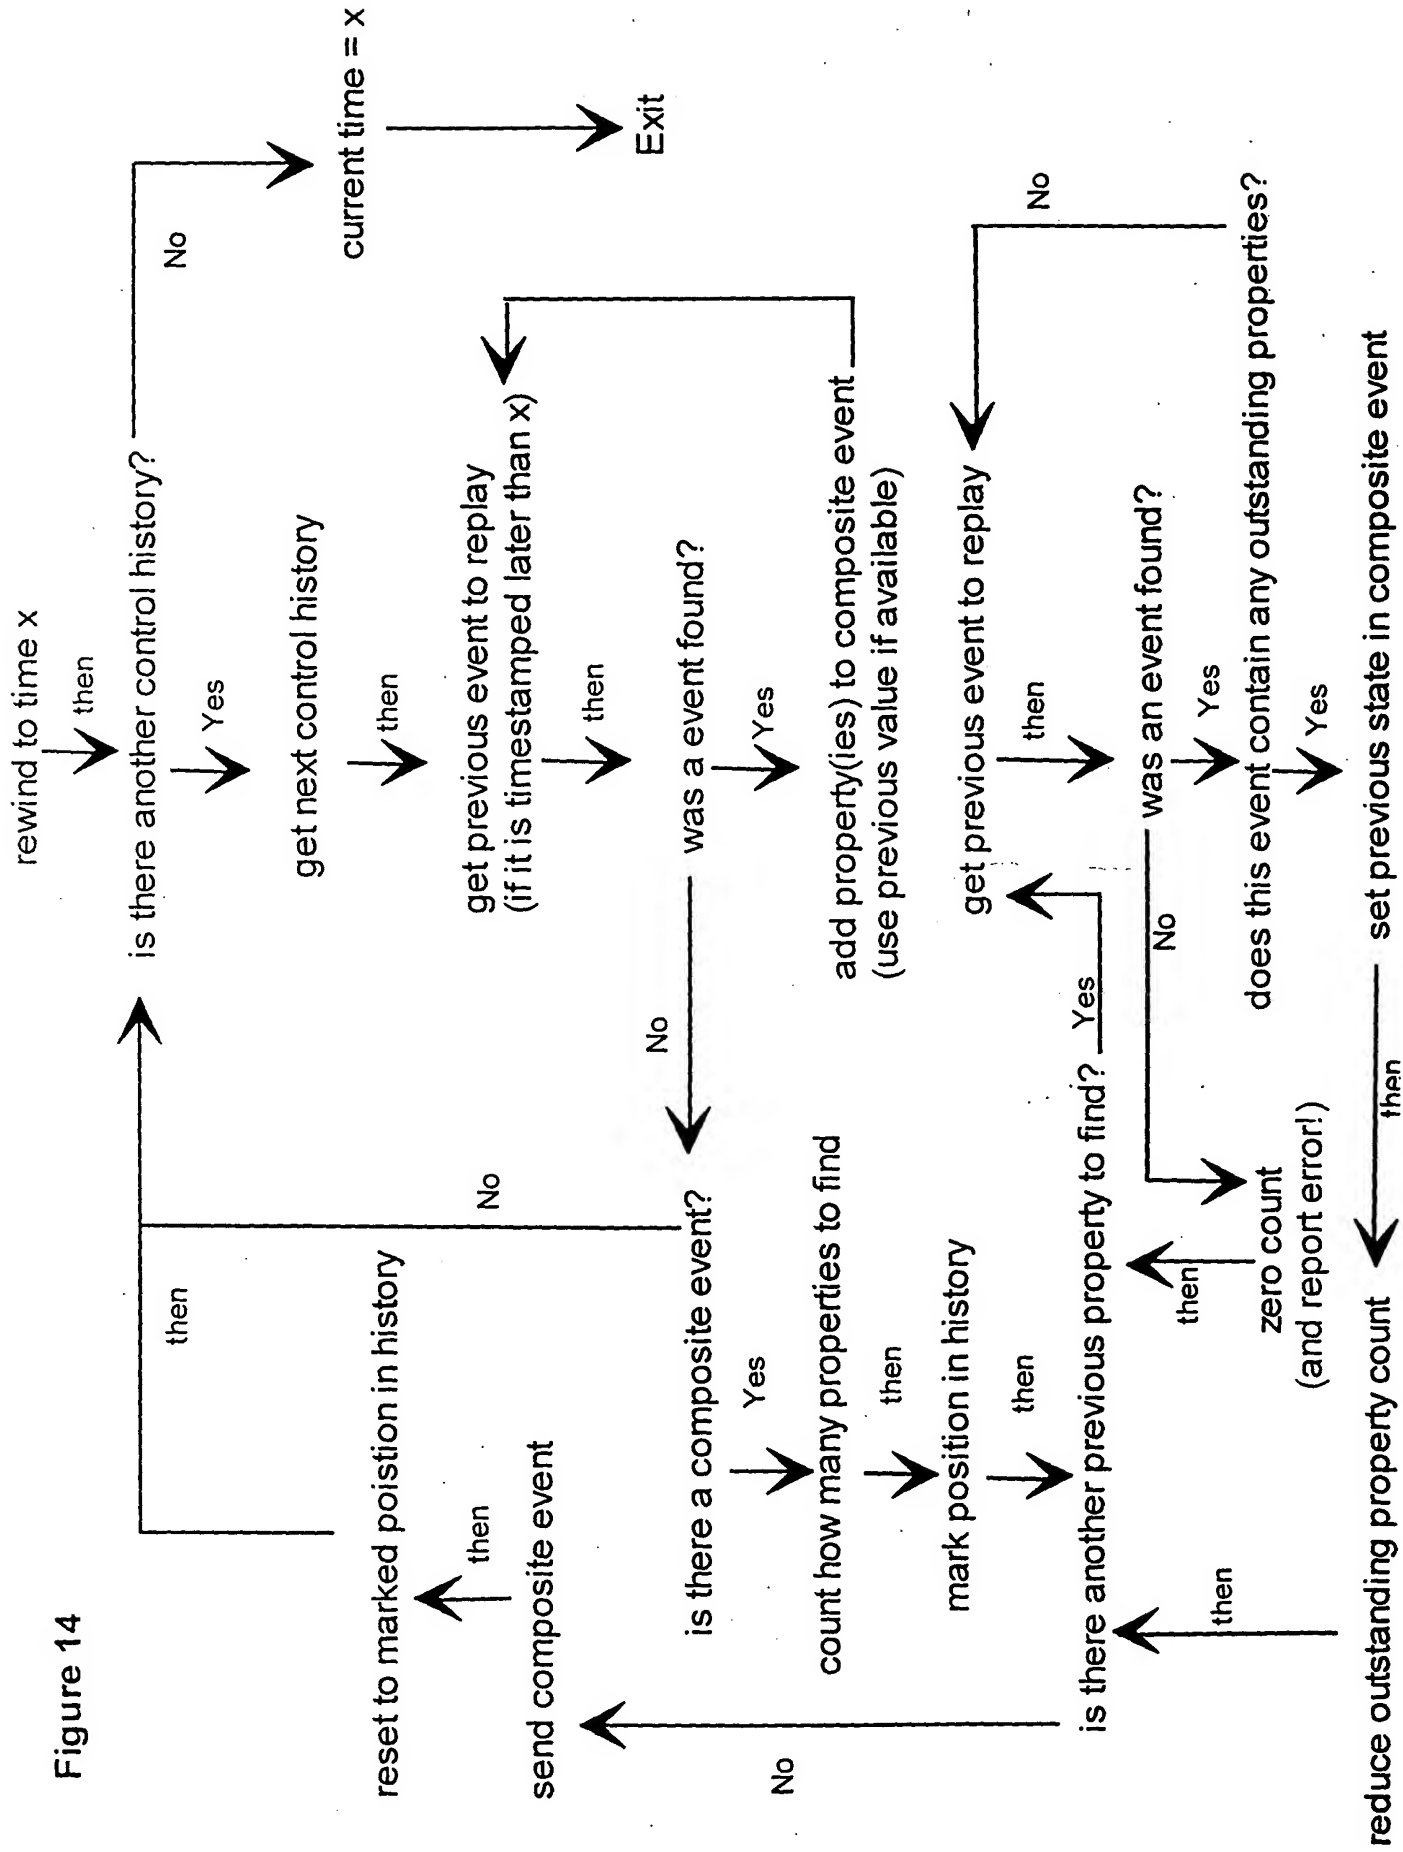 Figure 14
rewind to time x
then
is there another control history?
No
current time = x
Exit
Yes
get next control history
then
get previous event to replay
(if it is timestamped later than x)
then
was a event found?
Yes
add property(ies) to composite event
(use previous value if available)
No
is there a composite event?
No
Yes
count how many properties to find
then
mark position in history
then
is there another previous property to find?
Yes
get previous event to replay
then
was an event found?
No
zero count
(and report error!)
then
Yes
does this event contain any outstanding properties?
No
Yes
set previous state in composite event
then
reduce outstanding property count
then
No
send composite event
then
reset to marked poistion in history
then